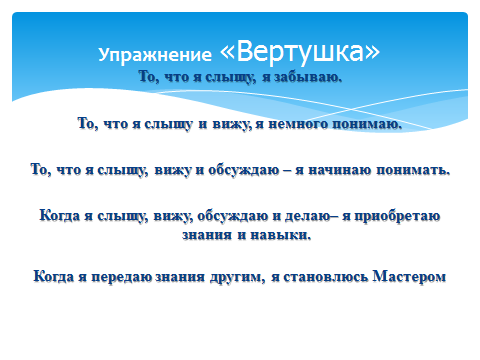 Упражнение «Вертушка»
То, что я слышу, я забываю.
То, что я слышу и вижу, я немного понимаю.
То, что я слышу, вижу и обсуждаю – я начинаю понимать.
Когда я слышу, вижу, обсуждаю и делаю– я приобретаю
знания и навыки.
Когда я передаю знания другим, я становлюсь Мастером